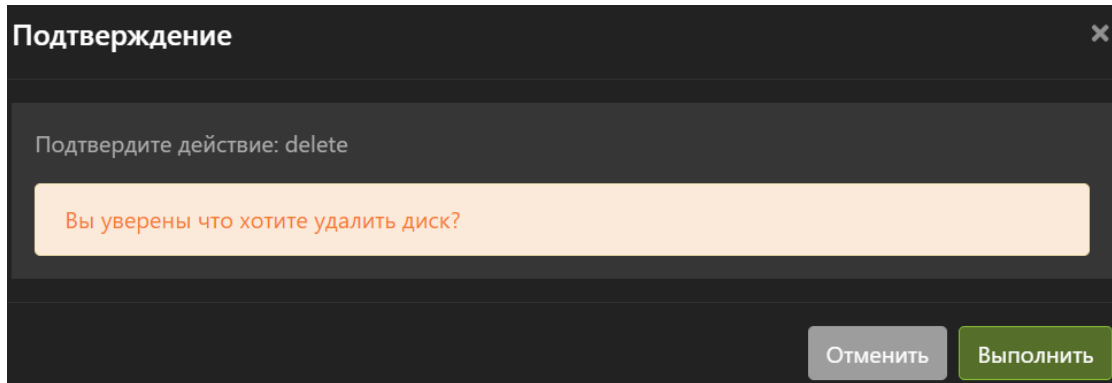 Подтверждение
Подтвердите действие: delete
Вы уверены что хотите удалить диск?
Отменить
Выполнить